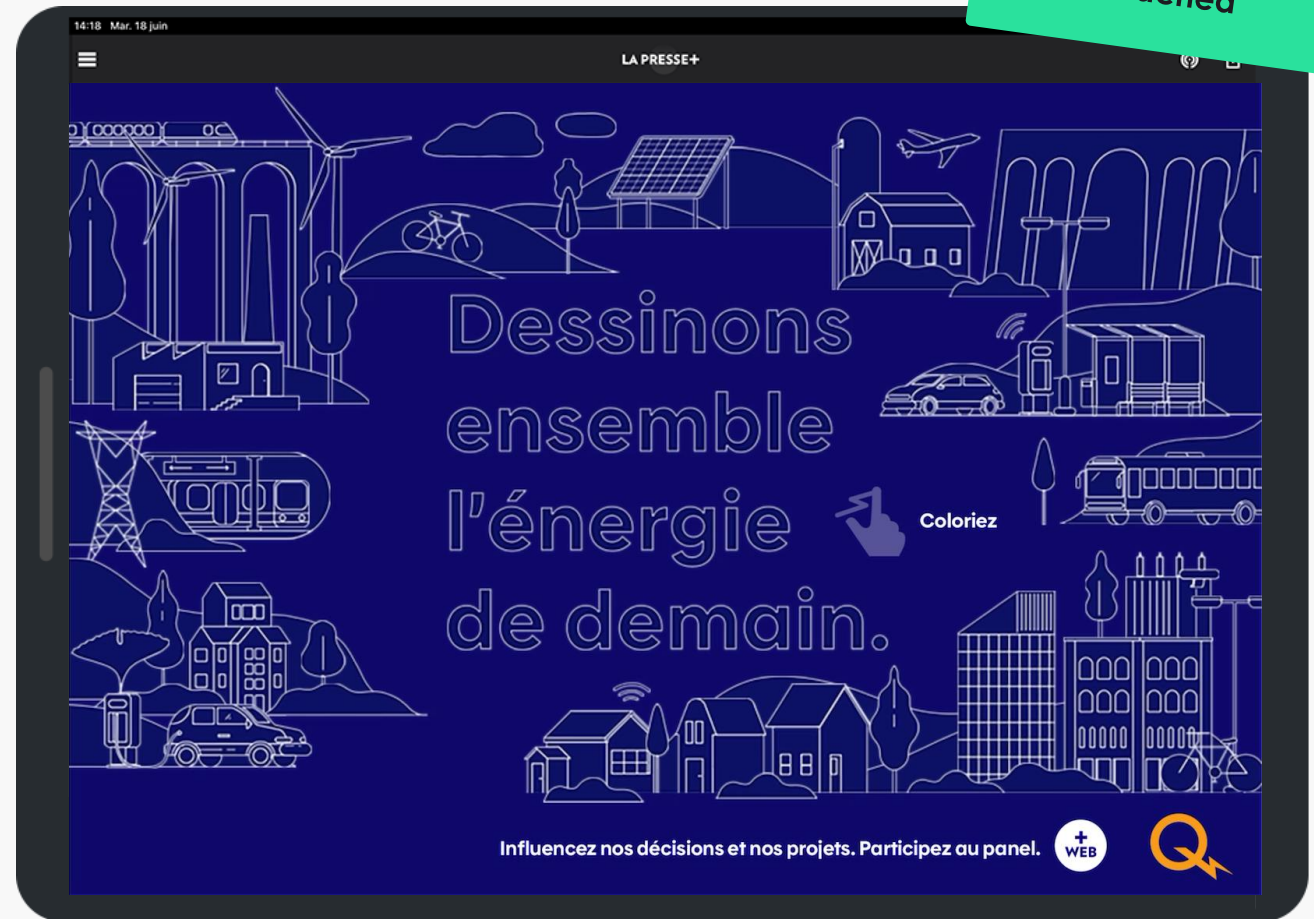 14:18 Mar. 18 juin
LA PRESSE+
Dessinons
ensemble
l'énergie
de demain.
Coloriez
Influencez nos décisions et nos projets. Participez au panel.
+
WEB